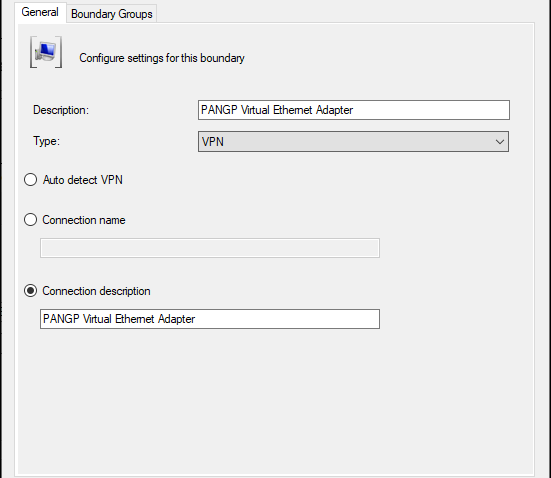 General
Boundary Groups
Configure settings for this boundary
Description:
PANGP Virtual Ethernet Adapter
Type:
VPN
Auto detect VPN
Connection name
Connection description
PANGP Virtual Ethernet Adapter